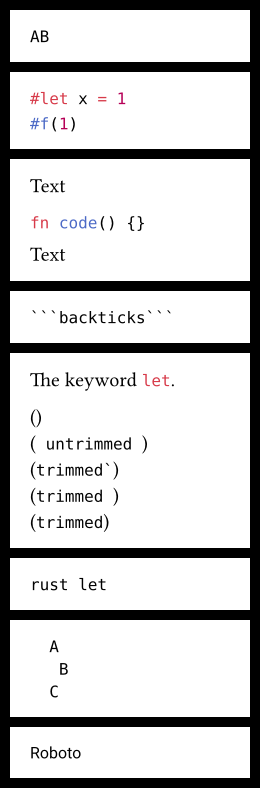 AB
#let x = 1
#f(1)
Text
fn code() {}
Text
```backticks```
The keyword let.
()
( untrimmed )
(trimmed`)
(trimmed )
(trimmed)
rust let
A
B
C
Roboto